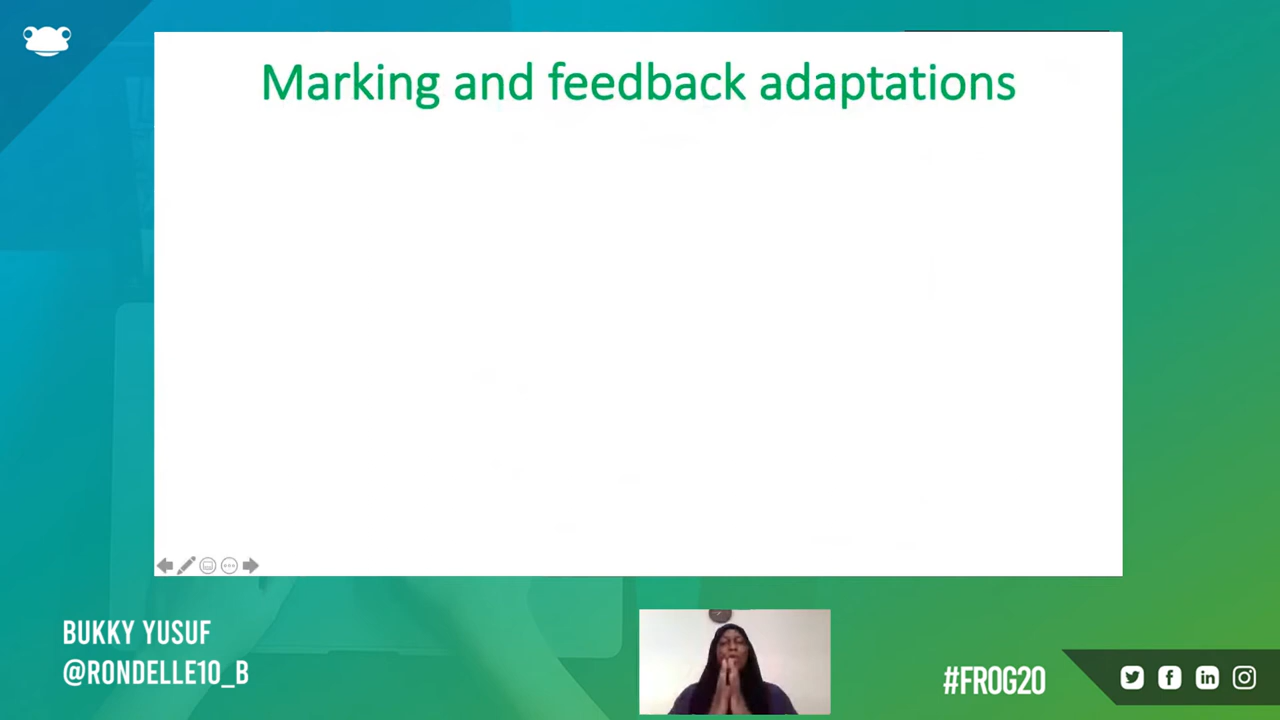 Marking and feedback adaptations
BUKKY YUSUF
@RONDELLE10_B
#FROG20